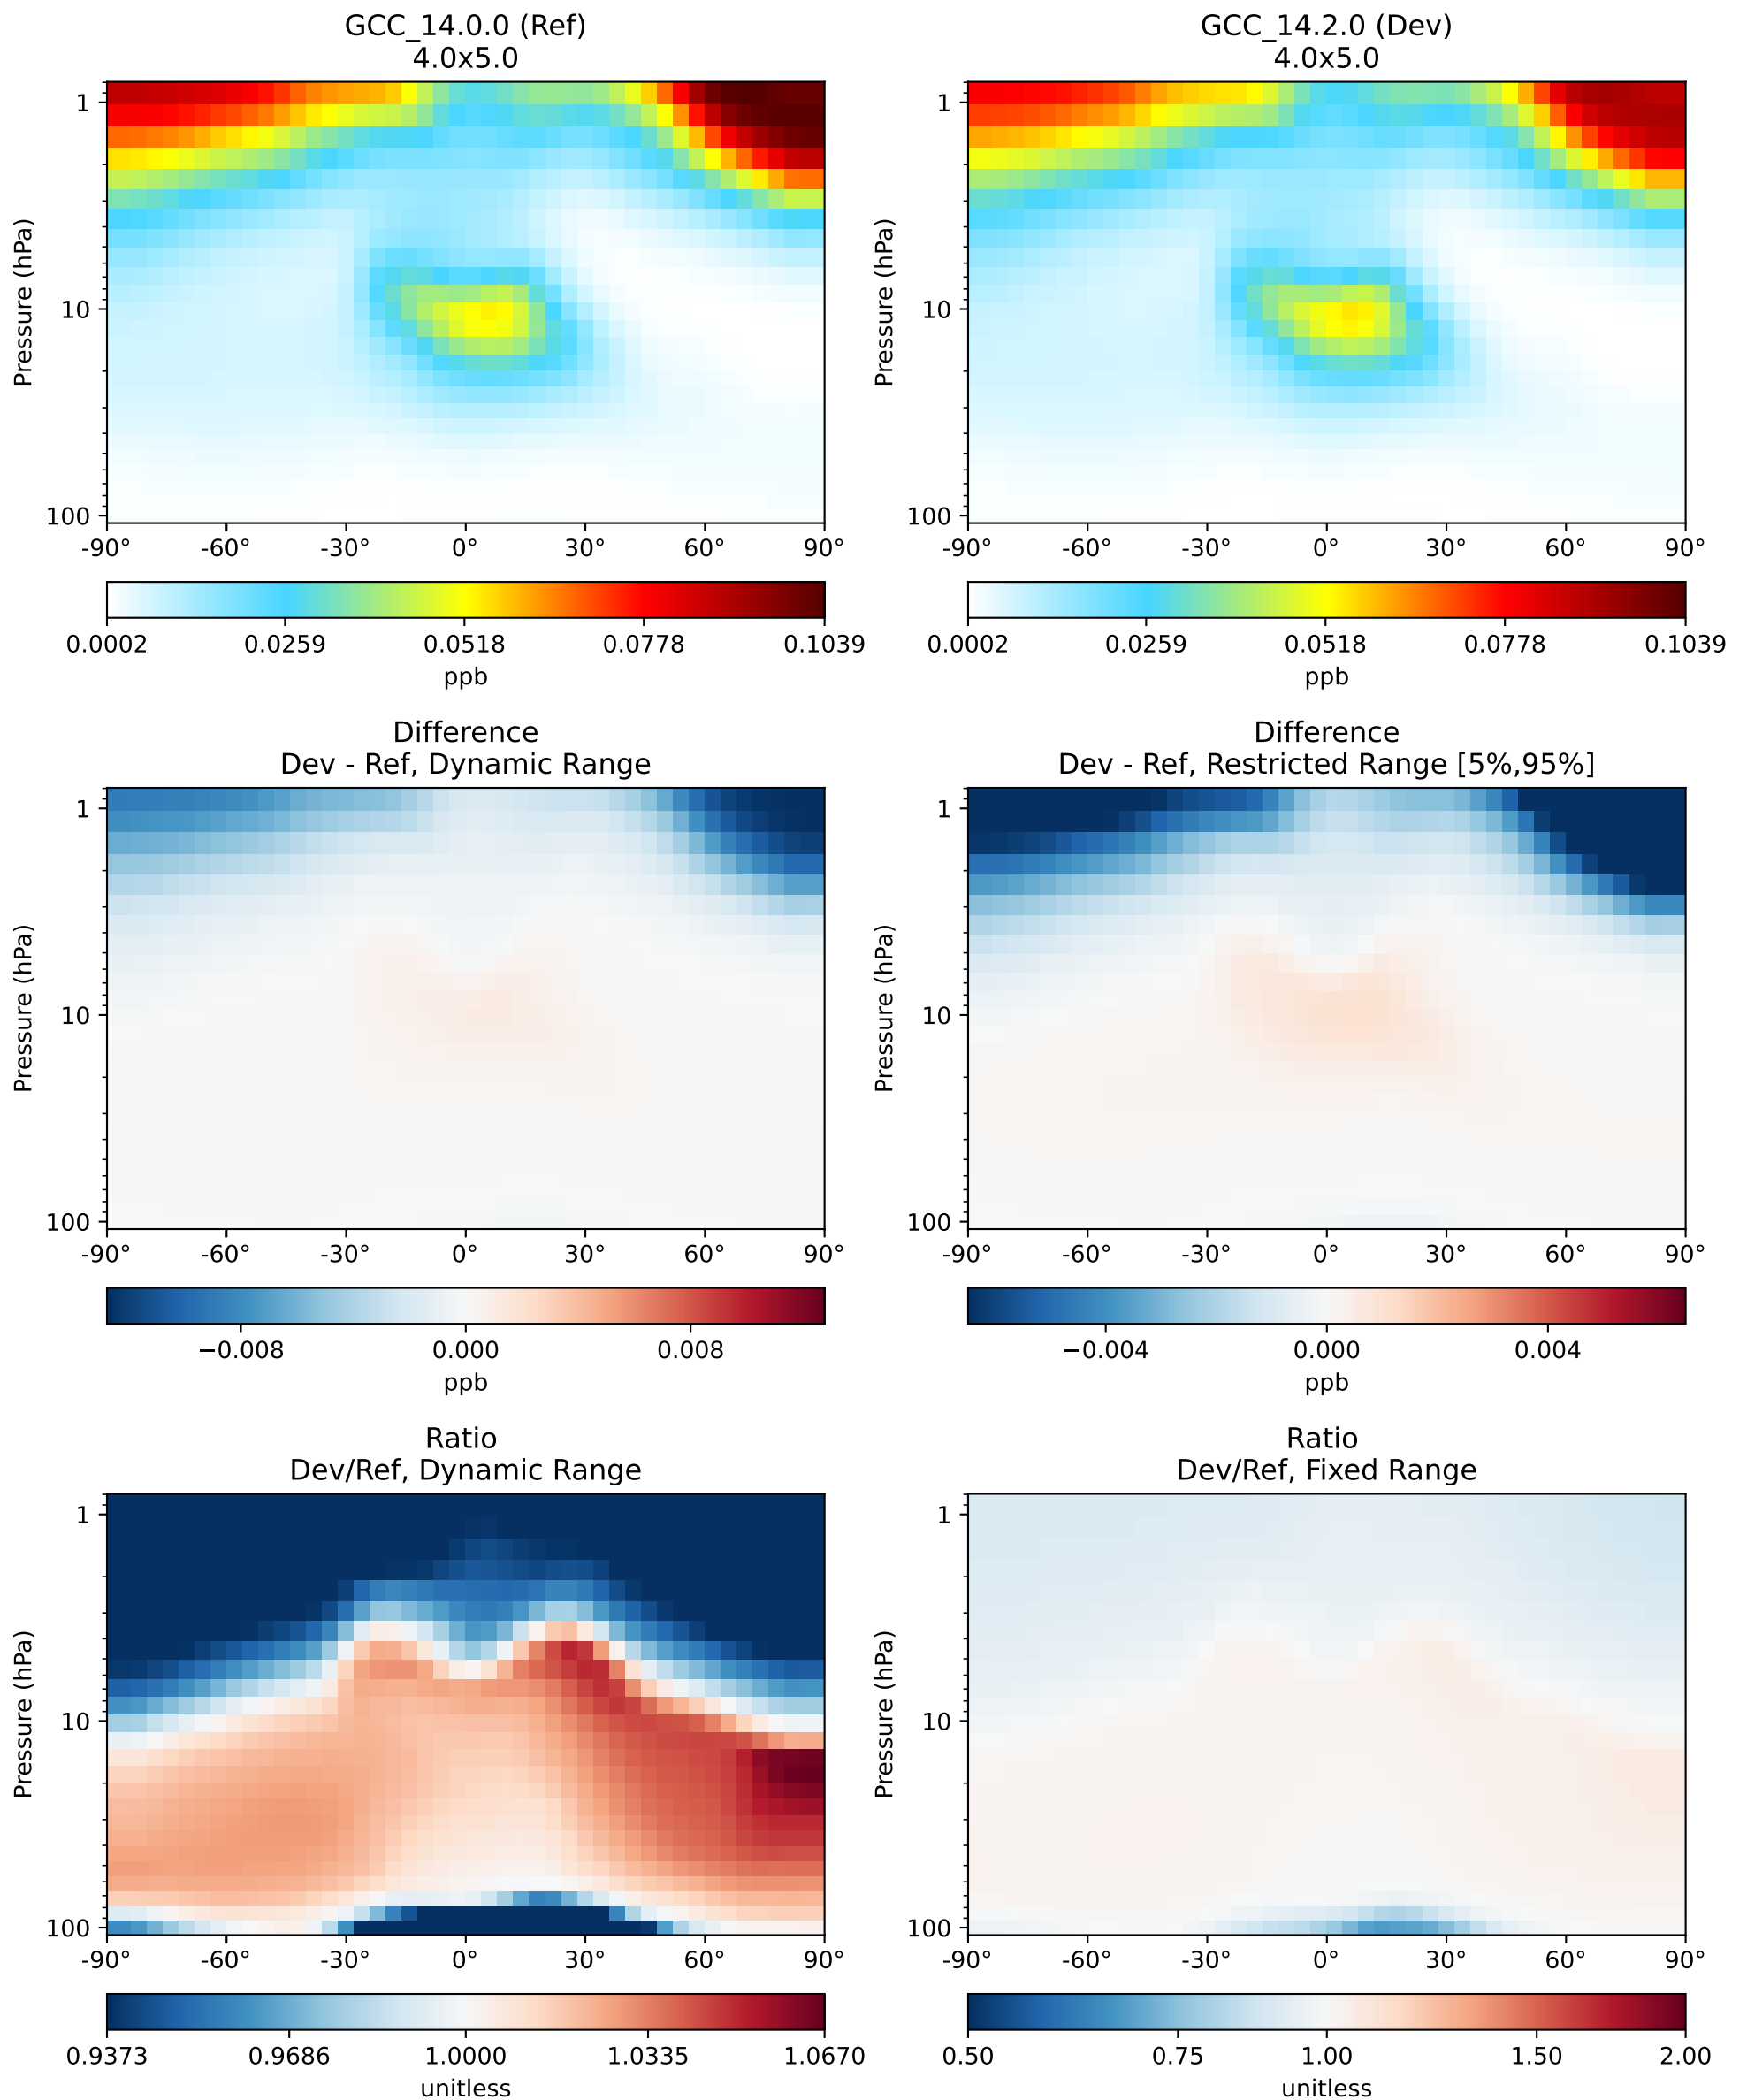 GCC_14.0.0 (Ref)
4.0x5.0
Pressure (hPa)
1
10
100
-90° -60° -30° 0° 30° 60° 90°
0.0002 0.0259 0.0518 0.0778 0.1039
ppb
GCC_14.2.0 (Dev)
4.0x5.0
Pressure (hPa)
1
10
100
-90° -60° -30° 0° 30° 60° 90°
0.0002 0.0259 0.0518 0.0778 0.1039
ppb
Difference
Dev - Ref, Dynamic Range
Pressure (hPa)
1
10
100
-90° -60° -30° 0° 30° 60° 90°
−0.008 0.000 0.008
ppb
Difference
Dev - Ref, Restricted Range [5%,95%]
Pressure (hPa)
1
10
100
-90° -60° -30° 0° 30° 60° 90°
−0.004 0.000 0.004
ppb
Ratio
Dev/Ref, Dynamic Range
Pressure (hPa)
1
10
100
-90° -60° -30° 0° 30° 60° 90°
0.9373 0.9686 1.0000 1.0335 1.0670
unitless
Ratio
Dev/Ref, Fixed Range
Pressure (hPa)
1
10
100
-90° -60° -30° 0° 30° 60° 90°
0.50 0.75 1.00 1.50 2.00
unitless